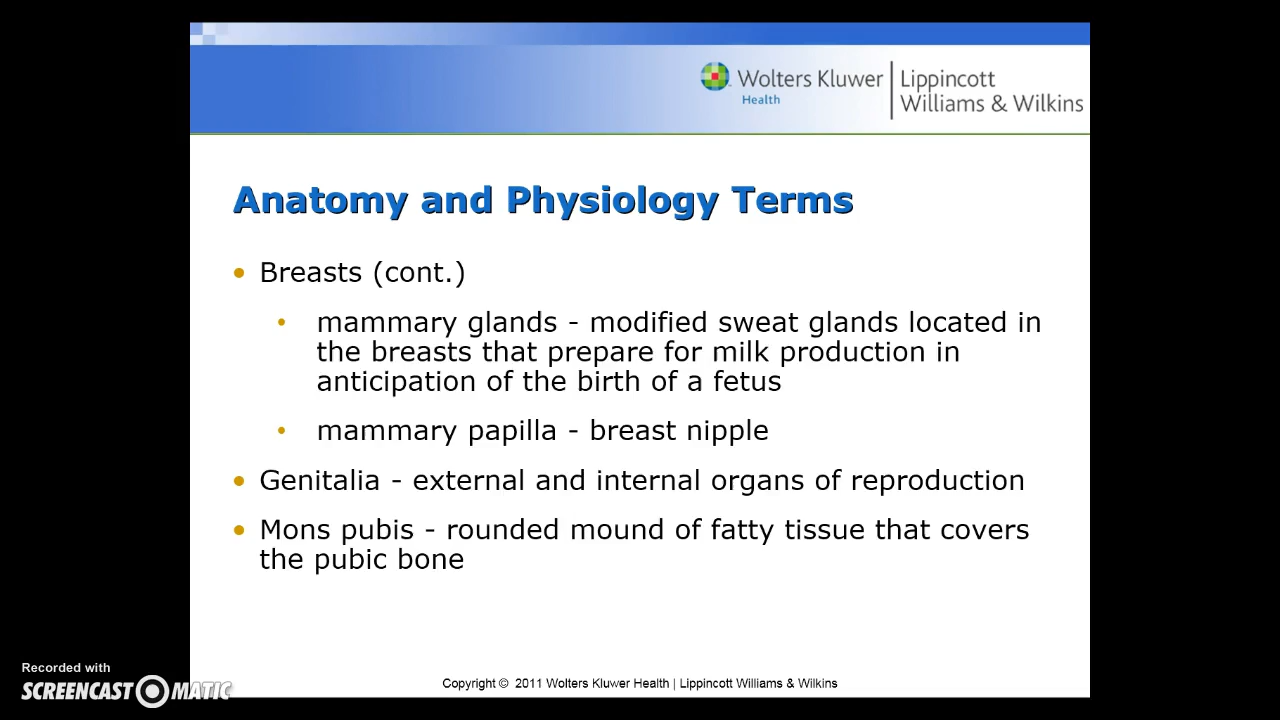 Wolters Kluwer
Health
Lippincott
Williams & Wilkins
Anatomy and Physiology Terms
• Breasts (cont.)
• mammary glands - modified sweat glands located in
the breasts that prepare for milk production in
anticipation of the birth of a fetus
• mammary papilla - breast nipple
• Genitalia - external and internal organs of reproduction
• Mons pubis - rounded mound of fatty tissue that covers
the pubic bone
Recorded with
SCREENCAST-O-MATIC
Copyright © 2011 Wolters Kluwer Health | Lippincott Williams & Wilkins